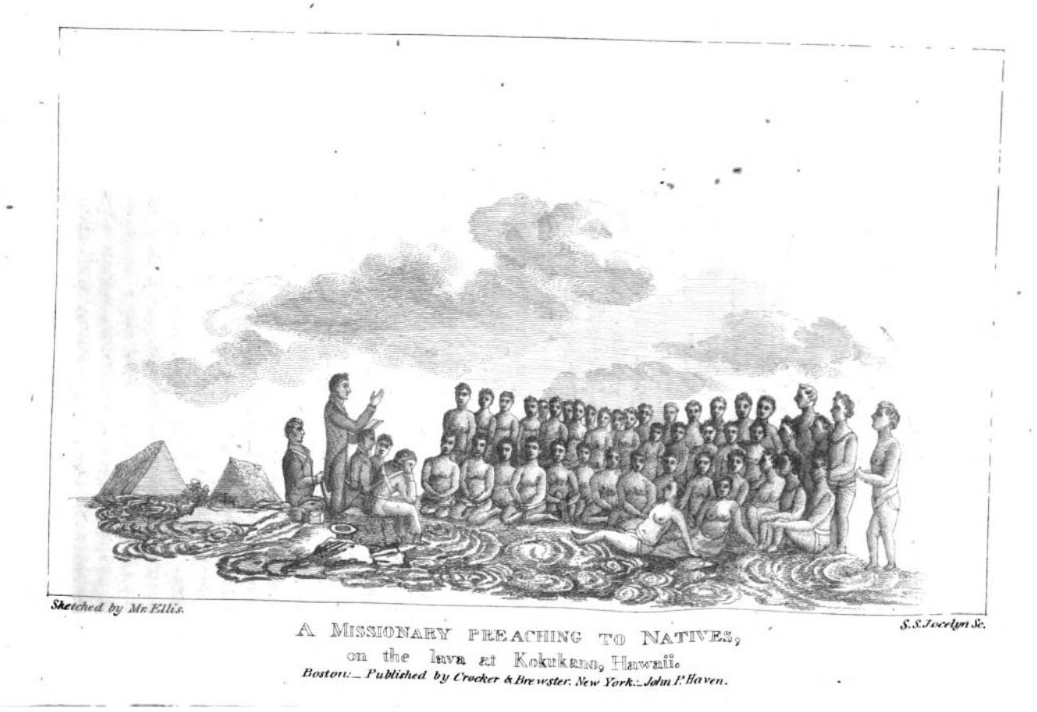 Sketched by Mr. Ellis.
S.S. Jocelyn Sc.
A MISSIONARY PREACHING TO NATIVES,
on the lava at Kokukano, Hawaii.
Boston:_ Published by Crocker & Brewster. New York:_ John P. Haven.